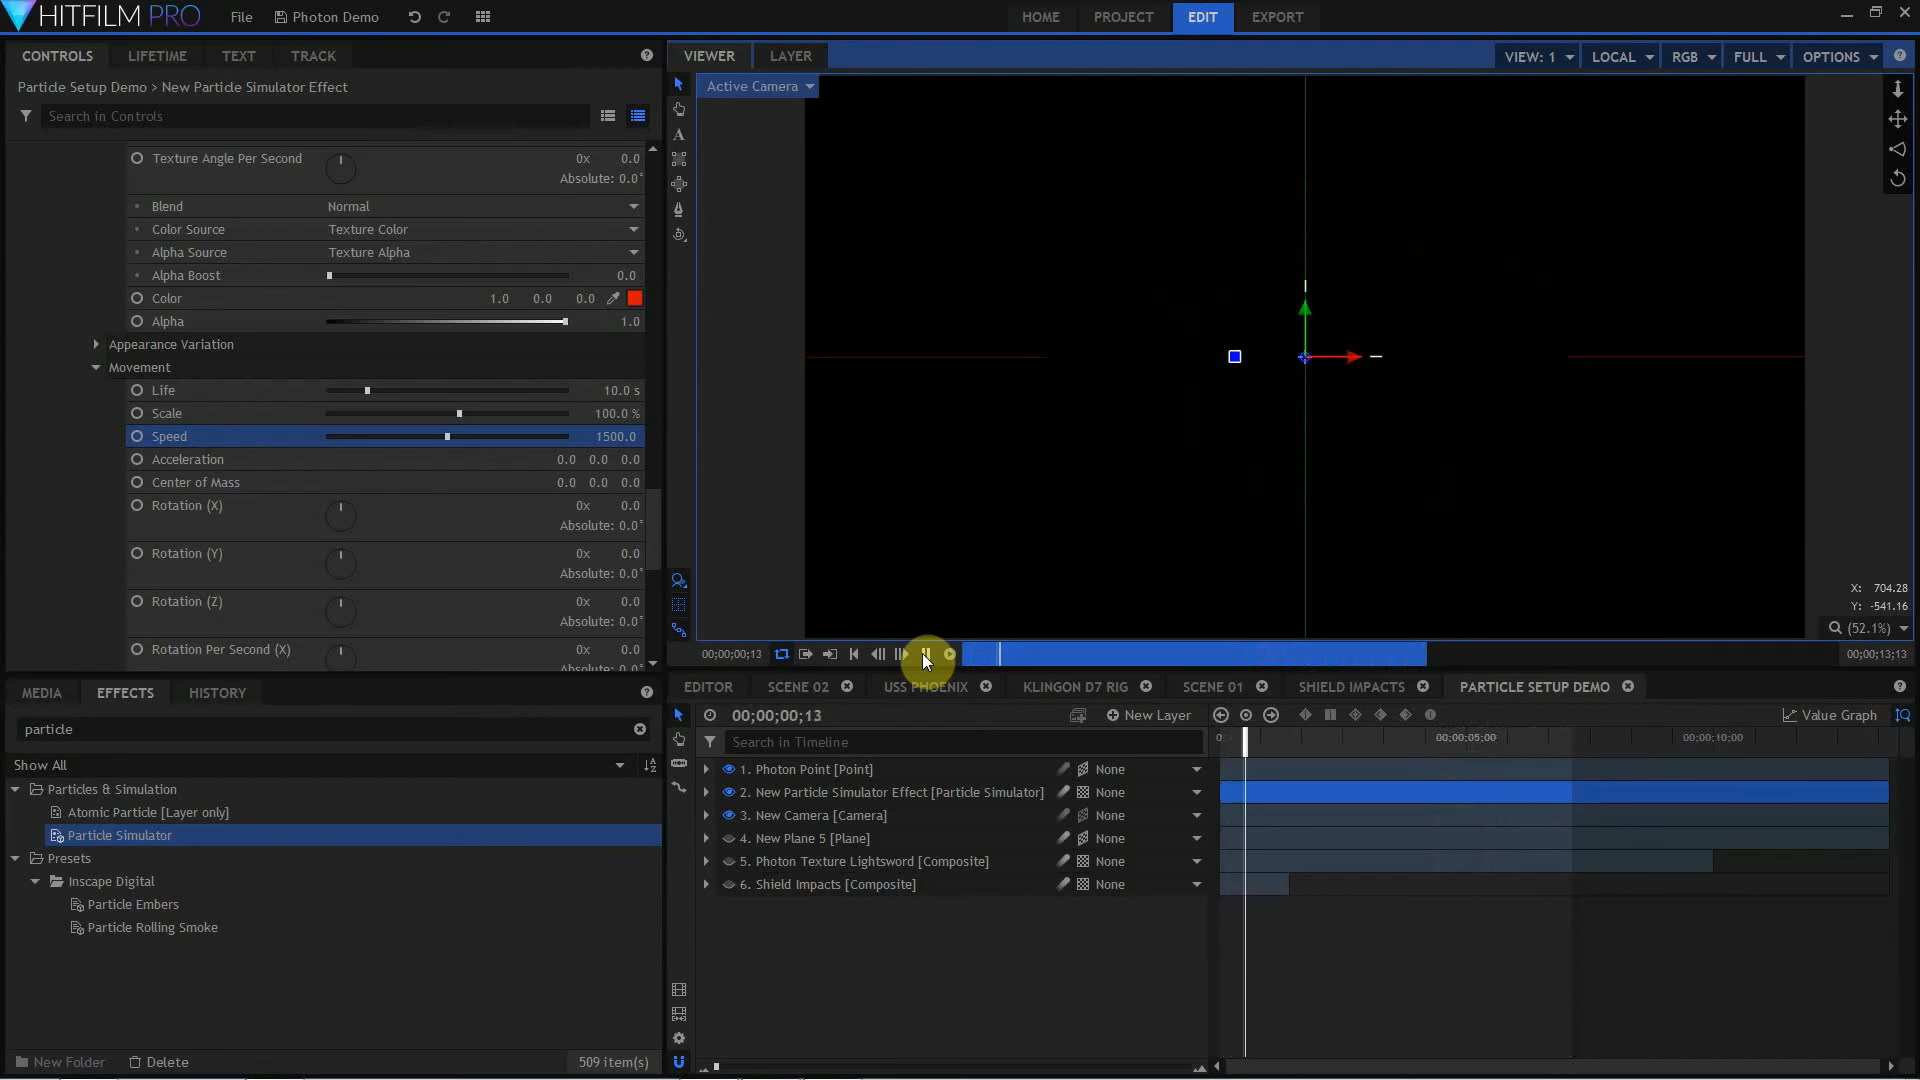 HITFILM PRO
File
Photon Demo
HOME
PROJECT
EDIT
EXPORT
CONTROLS
LIFETIME
TEXT
TRACK
Particle Setup Demo > New Particle Simulator Effect
Search in Controls
Texture Angle Per Second 0x 0.0
Absolute: 0.0°
Blend Normal
Color Source Texture Color
Alpha Source Texture Alpha
Alpha Boost 0.0
Color 1.0 0.0 0.0
Alpha 1.0
Appearance Variation
Movement
Life 10.0 s
Scale 100.0 %
Speed 1500.0
Acceleration 0.0 0.0 0.0
Center of Mass 0.0 0.0 0.0
Rotation (X) 0x 0.0
Absolute: 0.0°
Rotation (Y) 0x 0.0
Absolute: 0.0°
Rotation (Z) 0x 0.0
Absolute: 0.0°
Rotation Per Second (X) 0x 0.0
VIEWER
LAYER
VIEW: 1
LOCAL
RGB
FULL
OPTIONS
Active Camera
X: 704.28
Y: -541.16
(52.1%)
00;00;00;13
00;00;13;13
MEDIA
EFFECTS
HISTORY
particle
Show All
Particles & Simulation
Atomic Particle [Layer only]
Particle Simulator
Presets
Inscape Digital
Particle Embers
Particle Rolling Smoke
New Folder
Delete
509 item(s)
EDITOR
SCENE 02
USS PHOENIX
KLINGON D7 RIG
SCENE 01
SHIELD IMPACTS
PARTICLE SETUP DEMO
00;00;00;13
New Layer
Value Graph
Search in Timeline
0
00;00;05;00
00;00;10;00
1. Photon Point [Point] None
2. New Particle Simulator Effect [Particle Simulator] None
3. New Camera [Camera] None
4. New Plane 5 [Plane] None
5. Photon Texture Lightsword [Composite] None
6. Shield Impacts [Composite] None